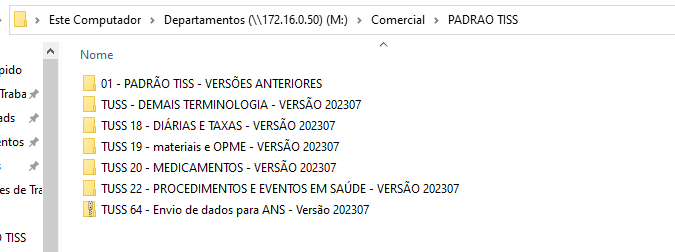 Este Computador > Departamentos (\\172.16.0.50) (M:) > Comercial > PADRAO TISS
Nome
pido
01 - PADRÃO TISS - VERSÕES ANTERIORES
Traba
TUSS - DEMAIS TERMINOLOGIA - VERSÃO 202307
ads
TUSS 18 - DIÁRIAS E TAXAS - VERSÃO 202307
entos
TUSS 19 - materiais e OPME - VERSÃO 202307
s
TUSS 20 - MEDICAMENTOS - VERSÃO 202307
es de Tra
TUSS 22 - PROCEDIMENTOS E EVENTOS EM SAÚDE - VERSÃO 202307
TUSS 64 - Envio de dados para ANS - Versão 202307
O TISS